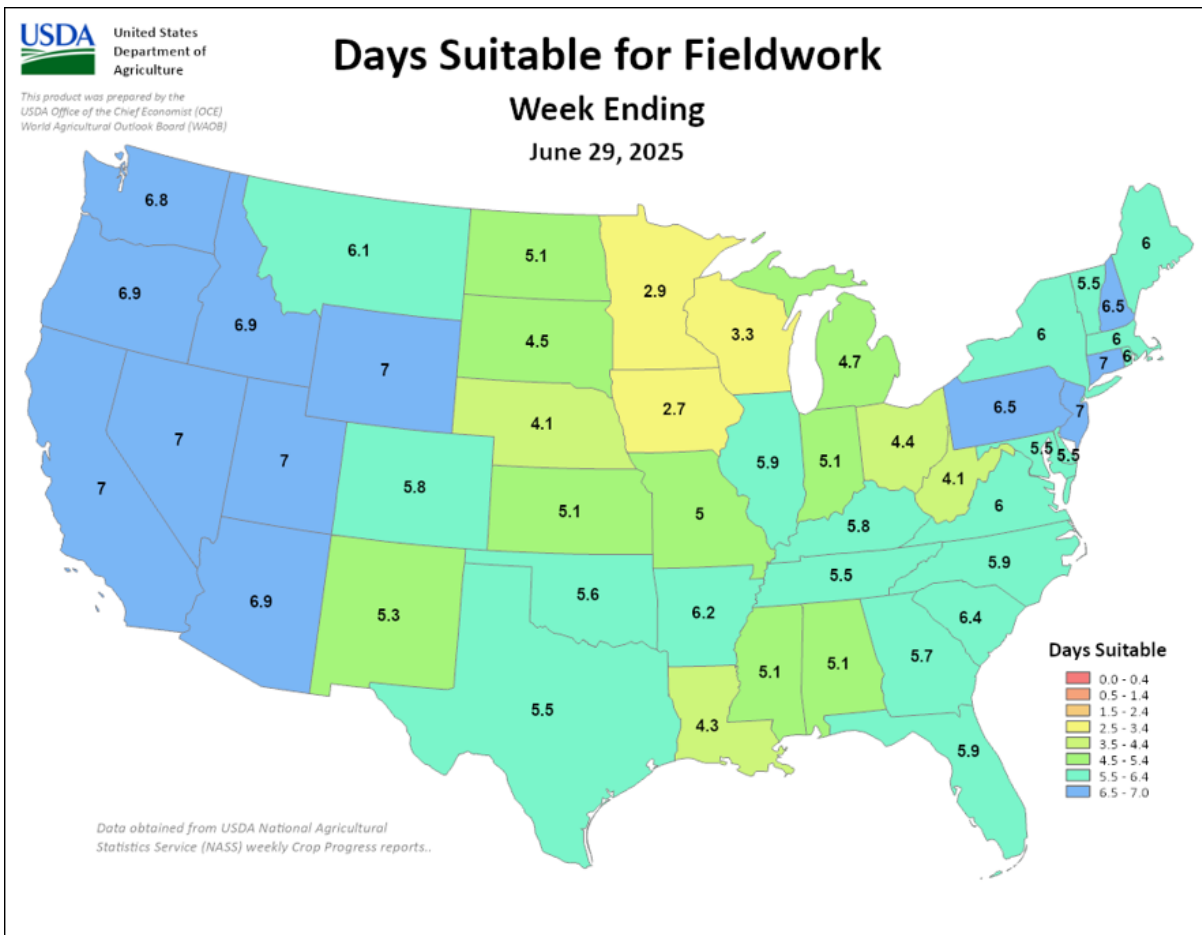 USDA
United States
Department of
Agriculture
This product was prepared by the
USDA Office of the Chief Economist (OCE)
World Agricultural Outlook Board (WAOB)
Days Suitable for Fieldwork
Week Ending
June 29, 2025
6.8
6.1
5.1
2.9
6
5.5
6.5
6.9
6.9
4.5
3.3
6
6
7
6
7
4.7
4.1
2.7
6.5
7
7
7
7
5.8
5.9
5.1
4.4
5.5
5.5
4.1
5.1
5
5.8
6
6.9
5.3
5.6
6.2
5.5
5.9
6.4
5.5
4.3
5.1
5.1
5.7
5.9
Days Suitable
0.0 - 0.4
0.5 - 1.4
1.5 - 2.4
2.5 - 3.4
3.5 - 4.4
4.5 - 5.4
5.5 - 6.4
6.5 - 7.0
Data obtained from USDA National Agricultural
Statistics Service (NASS) weekly Crop Progress reports..